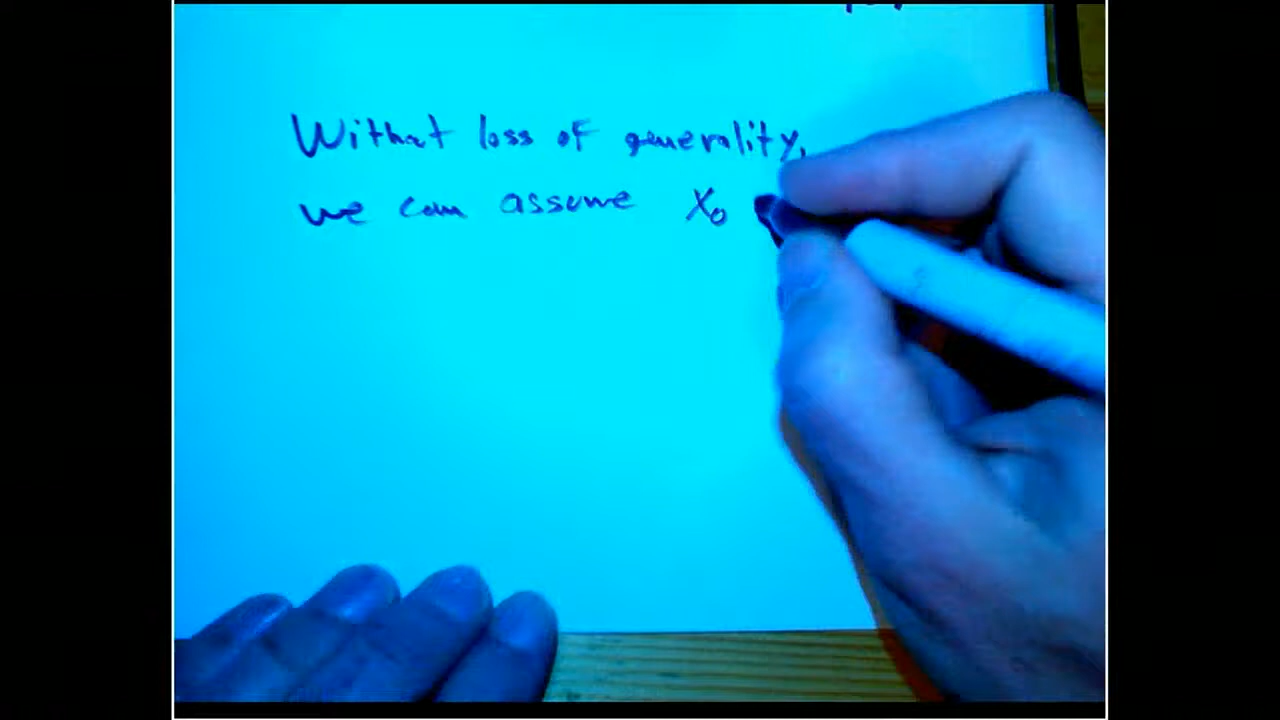 Without loss of generality,
we can assume x₀